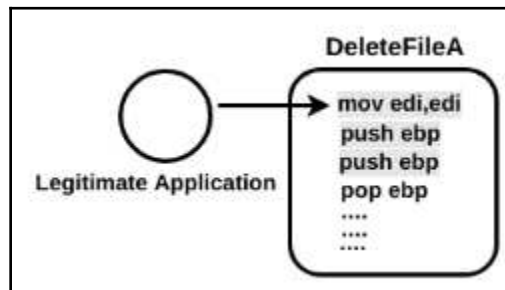 DeleteFileA
mov edi,edi
push ebp
push ebp
pop ebp
....
....
....
Legitimate Application